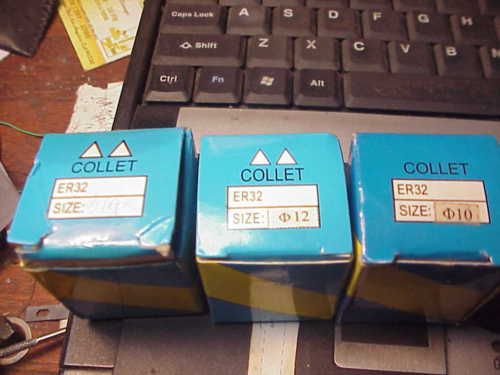 Caps Lock
A
S
D
F
G
H
Shift
Z
X
C
V
B
Ctrl
Fn
Alt
COLLET
ER32
SIZE:
COLLET
ER32
SIZE: Φ12
COLLET
ER32
SIZE: Φ10